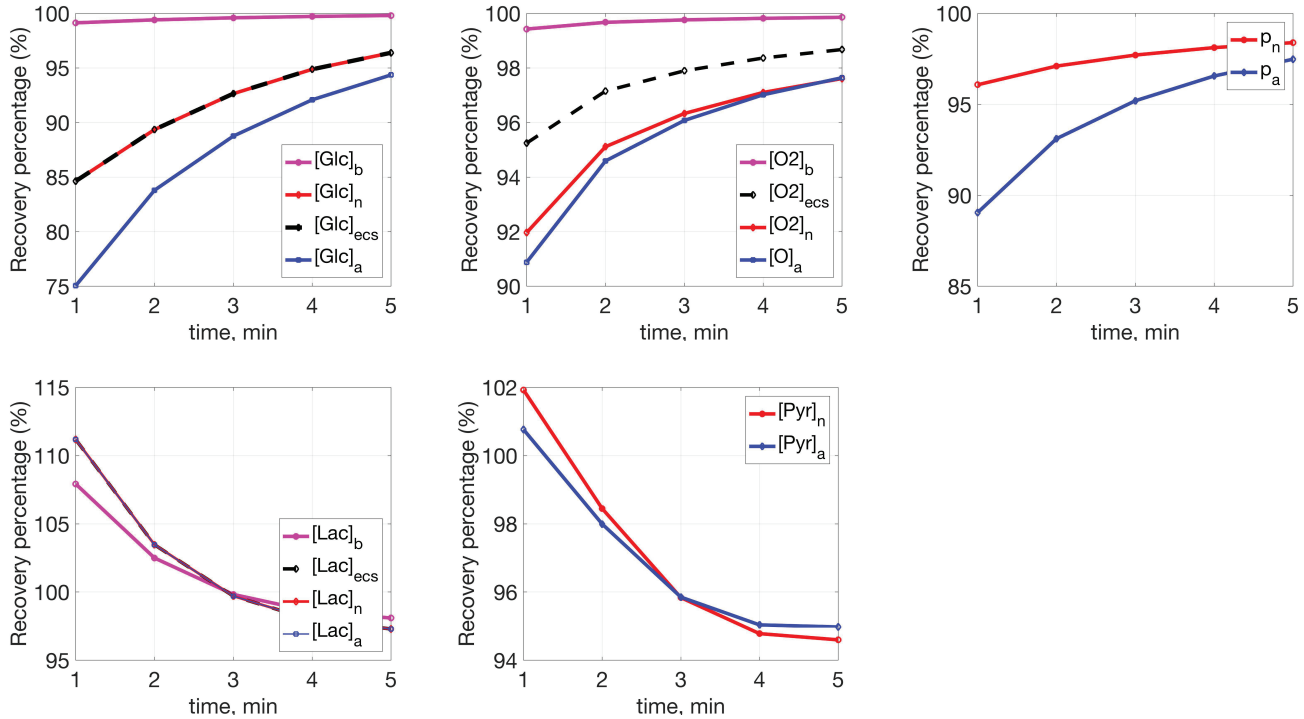 Recovery percentage (%)
100
95
90
85
80
75
[Glc]b
[Glc]n
[Glc]ecs
[Glc]a
1 2 3 4 5
time, min
Recovery percentage (%)
100
98
96
94
92
90
[O2]b
[O2]ecs
[O2]n
[O]a
1 2 3 4 5
time, min
Recovery percentage (%)
100
95
90
85
pn
pa
1 2 3 4 5
time, min
Recovery percentage (%)
115
110
105
100
95
[Lac]b
[Lac]ecs
[Lac]n
[Lac]a
1 2 3 4 5
time, min
Recovery percentage (%)
102
100
98
96
94
[Pyr]n
[Pyr]a
1 2 3 4 5
time, min